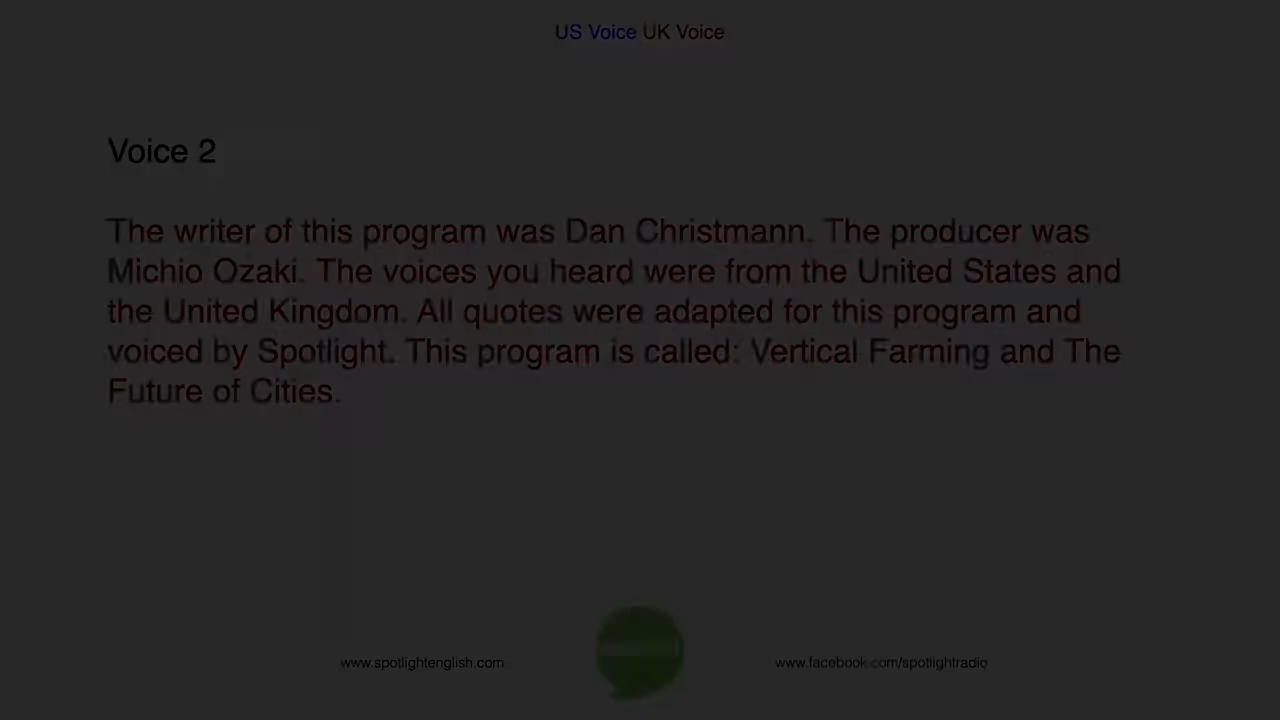 US Voice UK Voice
Voice 2
The writer of this program was Dan Christmann. The producer was
Michio Ozaki. The voices you heard were from the United States and
the United Kingdom. All quotes were adapted for this program and
voiced by Spotlight. This program is called: Vertical Farming and The
Future of Cities.
www.spotlightenglish.com
www.facebook.com/spotlightradio